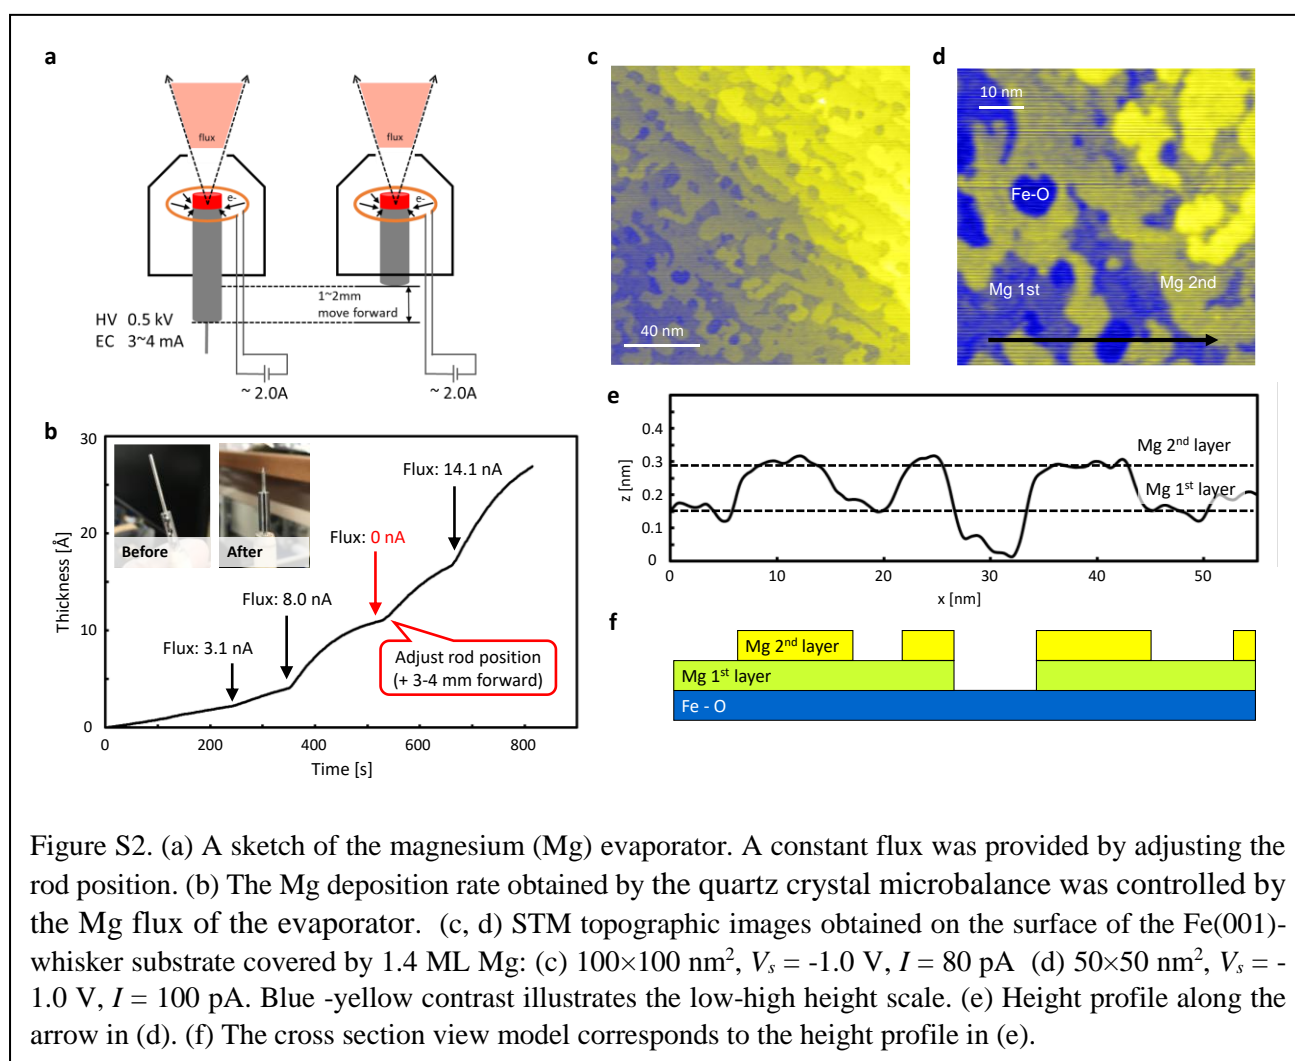 a
flux
flux
e-
e-
1~2mm
move forward
HV 0.5 kV
EC 3~4 mA
~ 2.0A
~ 2.0A
b
30
20
10
0
Thickness [Å]
0
200
400
600
800
Time [s]
Before
After
Flux: 3.1 nA
Flux: 8.0 nA
Flux: 0 nA
Flux: 14.1 nA
Adjust rod position
(+ 3-4 mm forward)
c
40 nm
d
10 nm
Fe-O
Mg 1st
Mg 2nd
e
0.4
0.3
0.2
0.1
0
z [nm]
Mg 2nd layer
Mg 1st layer
0
10
20
30
40
50
x [nm]
f
Mg 2nd layer
Mg 1st layer
Fe - O
Figure S2. (a) A sketch of the magnesium (Mg) evaporator. A constant flux was provided by adjusting the
rod position. (b) The Mg deposition rate obtained by the quartz crystal microbalance was controlled by
the Mg flux of the evaporator. (c, d) STM topographic images obtained on the surface of the Fe(001)-
whisker substrate covered by 1.4 ML Mg: (c) 100×100 nm², Vs = -1.0 V, I = 80 pA (d) 50×50 nm², Vs = -
1.0 V, I = 100 pA. Blue -yellow contrast illustrates the low-high height scale. (e) Height profile along the
arrow in (d). (f) The cross section view model corresponds to the height profile in (e).